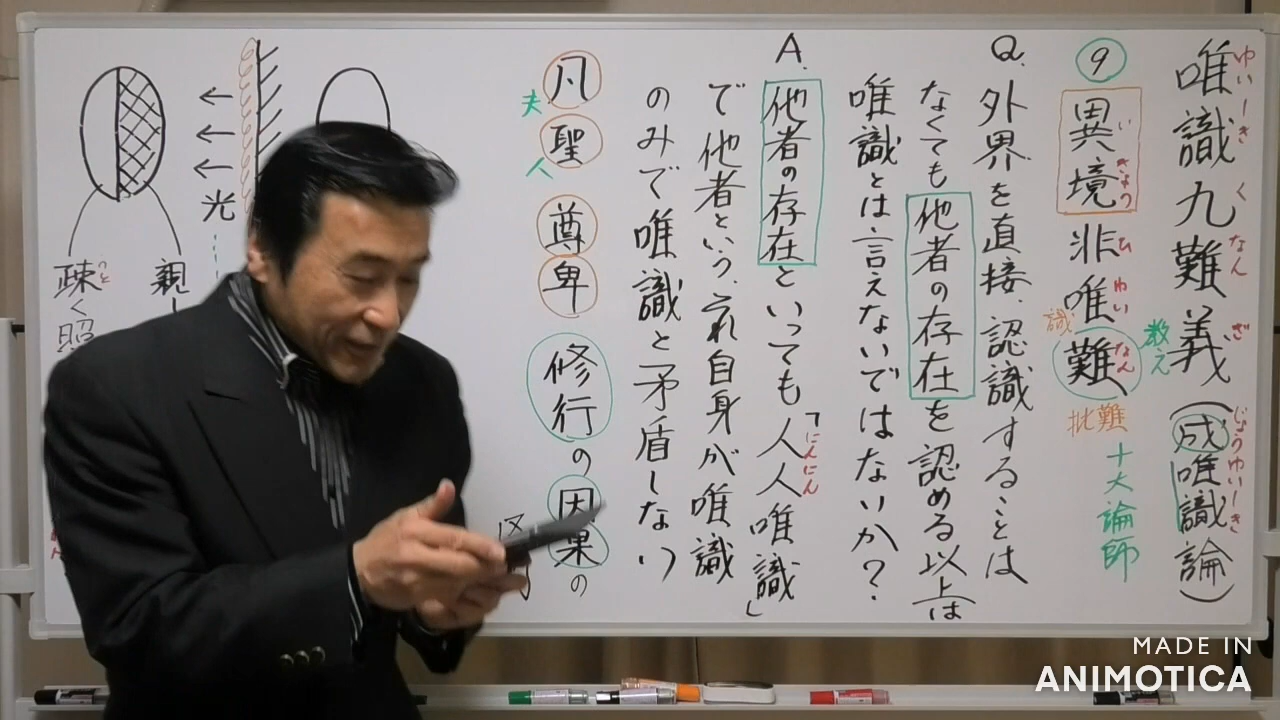 唯識九難義(成唯識論)
ゆいしき く なん ぎ じょうゆいしき
教え
⑨ 異境非唯難
い きょう ひ ゆい なん
識
批難
十大論師
Q. 外界を直接、認識することは
なくても他者の存在を認める以上は
唯識とは言えないではないか?
A. 他者の存在といっても「人人唯識」
にんにん
で他者という、それ自身が唯識
のみで唯識と矛盾しない
凡聖 尊卑 修行の因果の
夫
人
区
光
親
疎く照
MADE IN
ANIMOTICA